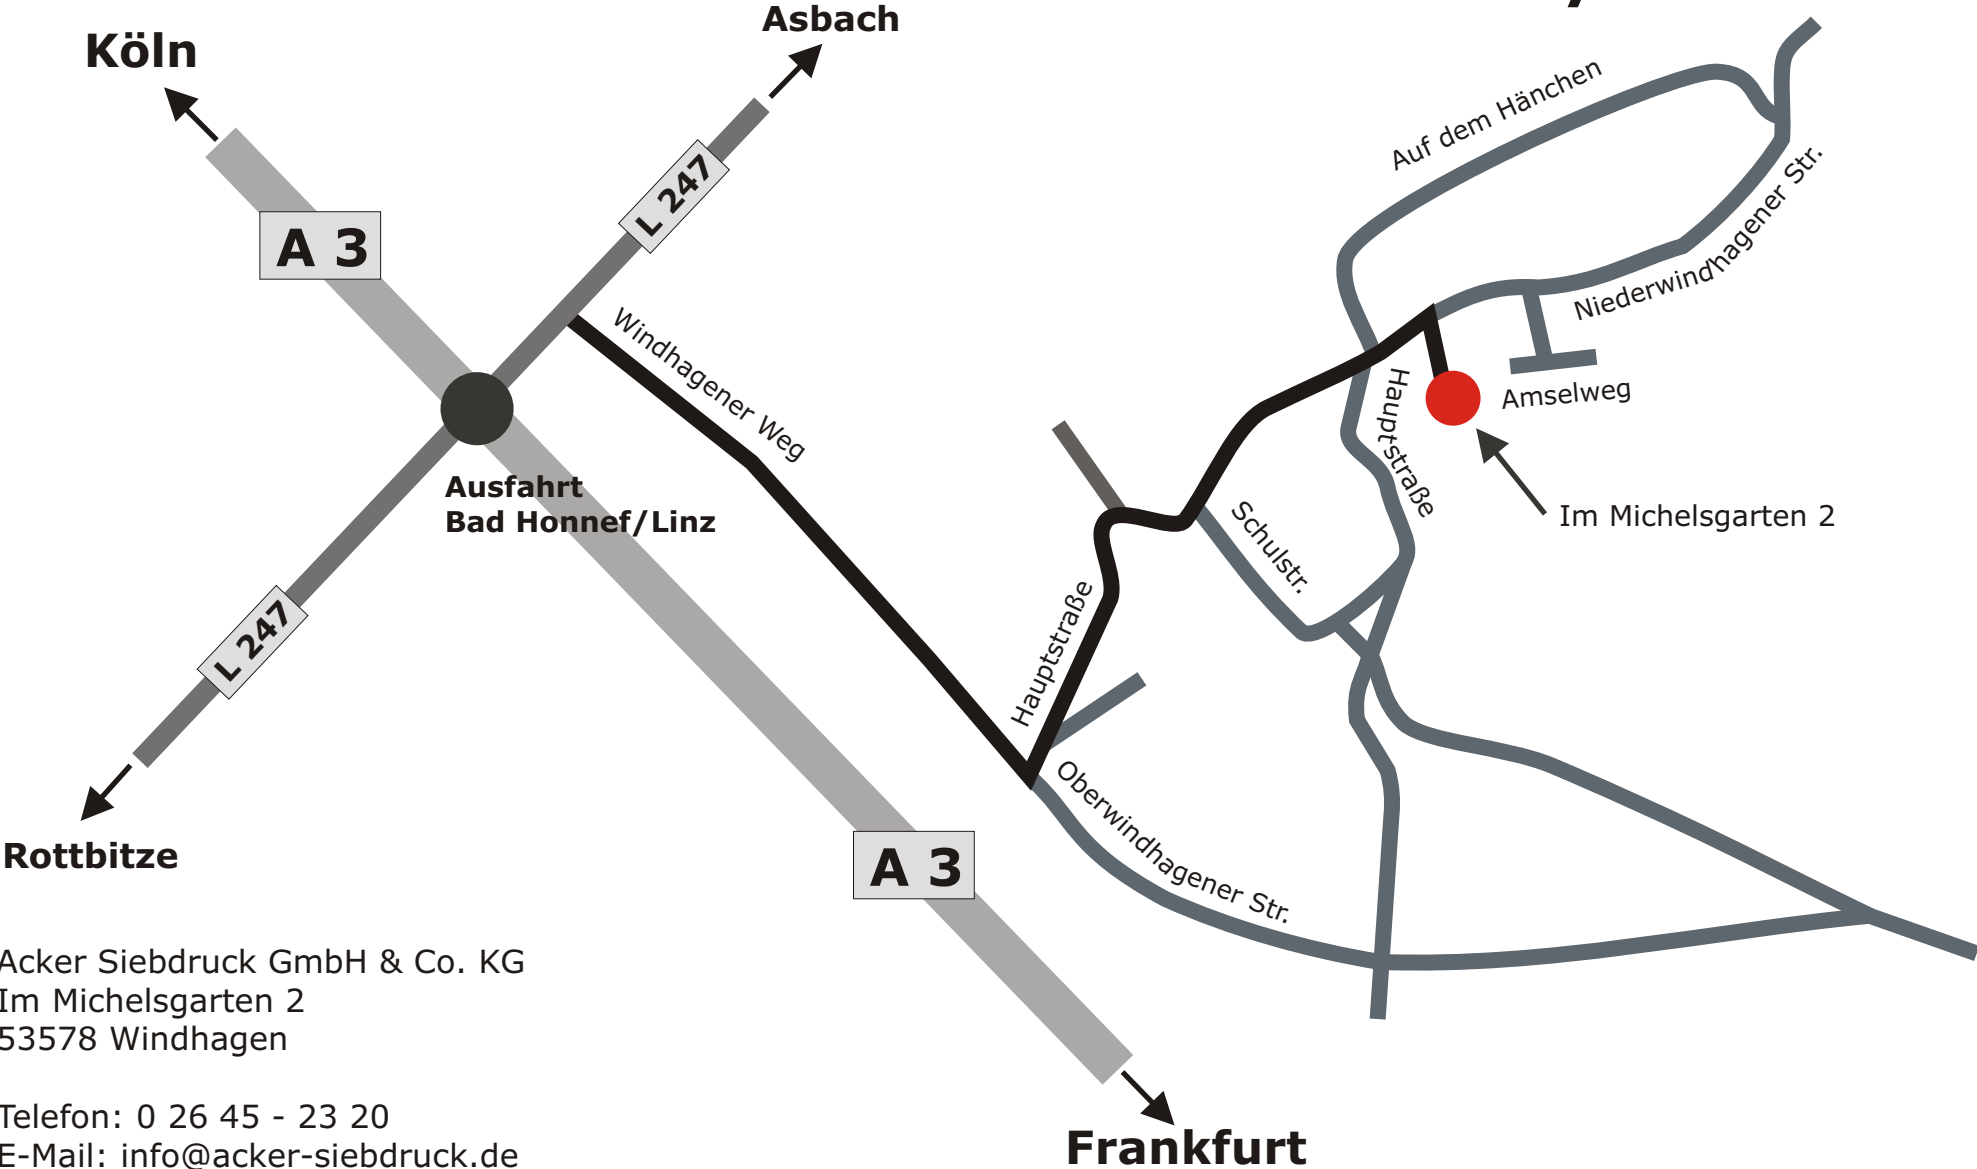 Köln
Asbach
A 3
L 247
Windhagener Weg
Ausfahrt
Bad Honnef/Linz
L 247
Rottbitze
A 3
Frankfurt
Auf dem Hänchen
Niederwindhagener Str.
Amselweg
Hauptstraße
Im Michelsgarten 2
Schulstr.
Hauptstraße
Oberwindhagener Str.
Acker Siebdruck GmbH & Co. KG
Im Michelsgarten 2
53578 Windhagen
Telefon: 0 26 45 - 23 20
E-Mail: info@acker-siebdruck.de